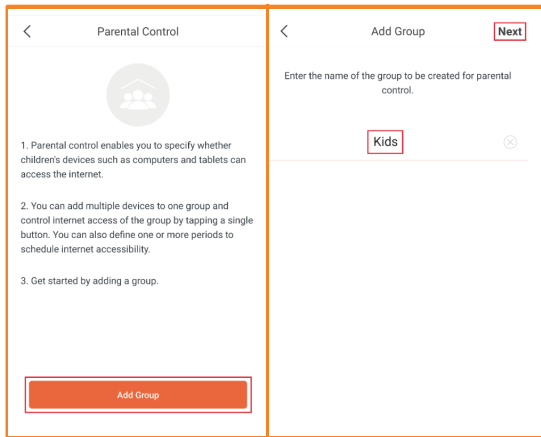 Parental Control
1. Parental control enables you to specify whether
children's devices such as computers and tablets can
access the internet.
2. You can add multiple devices to one group and
control internet access of the group by tapping a single
button. You can also define one or more periods to
schedule internet accessibility.
3. Get started by adding a group.
Add Group
Add Group
Next
Enter the name of the group to be created for parental
control.
Kids